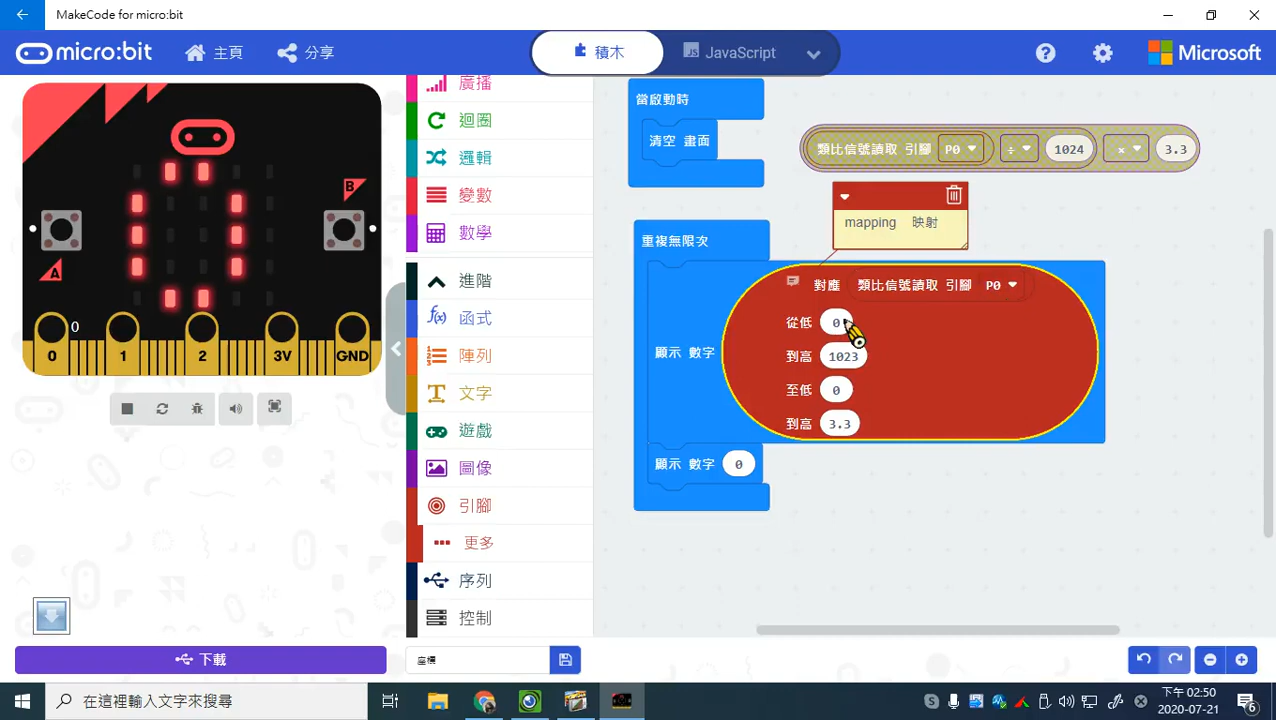 MakeCode for micro:bit
micro:bit 主頁 分享 積木 JavaScript Microsoft
A
B
0
0 1 2 3V GND
廣播
迴圈
邏輯
變數
數學
進階
函式
陣列
文字
遊戲
圖像
引腳
更多
序列
控制
當啟動時
清空 畫面
類比信號讀取 引腳 P0 ÷ 1024 × 3.3
mapping 映射
重複無限次
顯示 數字
對應 類比信號讀取 引腳 P0
從低 0
到高 1023
至低 0
到高 3.3
顯示 數字 0
下載
座標
在這裡輸入文字來搜尋
下午 02:50
2020-07-21
6